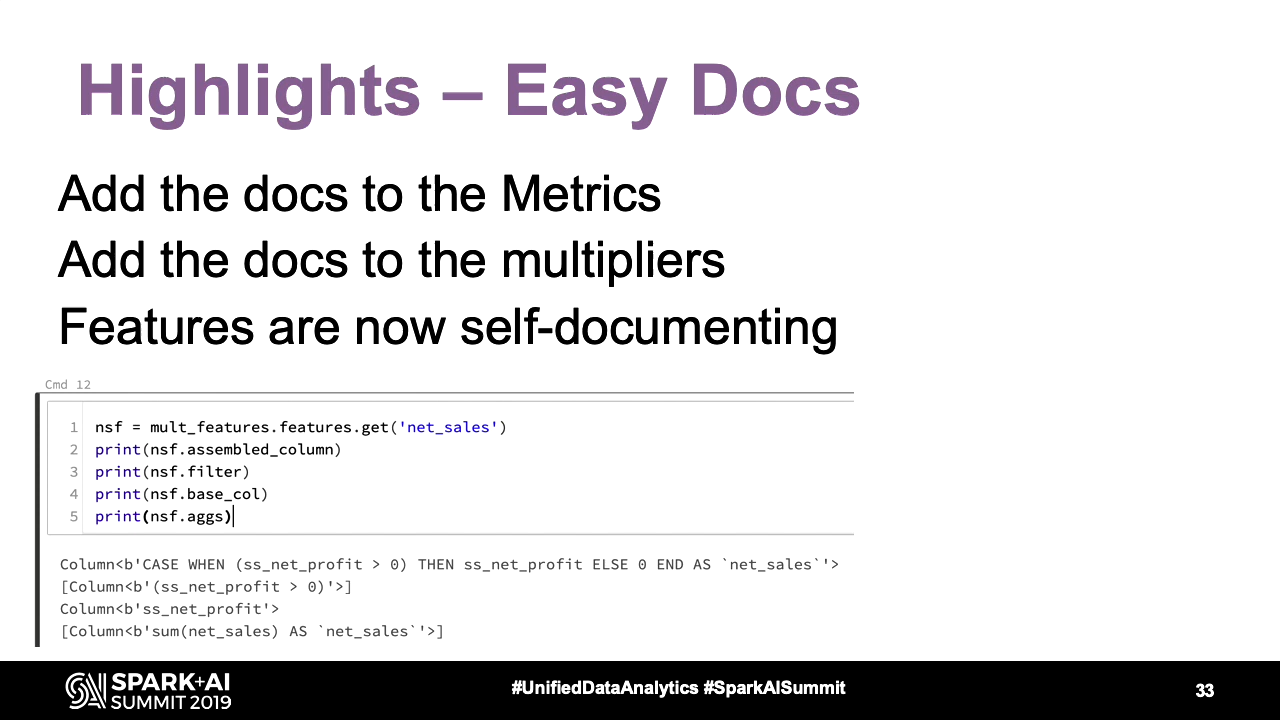 Highlights – Easy Docs
Add the docs to the Metrics
Add the docs to the multipliers
Features are now self-documenting
Cmd 12
1 nsf = mult_features.features.get('net_sales')
2 print(nsf.assembled_column)
3 print(nsf.filter)
4 print(nsf.base_col)
5 print(nsf.aggs)
Column<b'CASE WHEN (ss_net_profit > 0) THEN ss_net_profit ELSE 0 END AS `net_sales`'>
[Column<b'(ss_net_profit > 0)'>]
Column<b'ss_net_profit'>
[Column<b'sum(net_sales) AS `net_sales`'>]
SPARK+AI
SUMMIT 2019
#UnifiedDataAnalytics #SparkAISummit
33